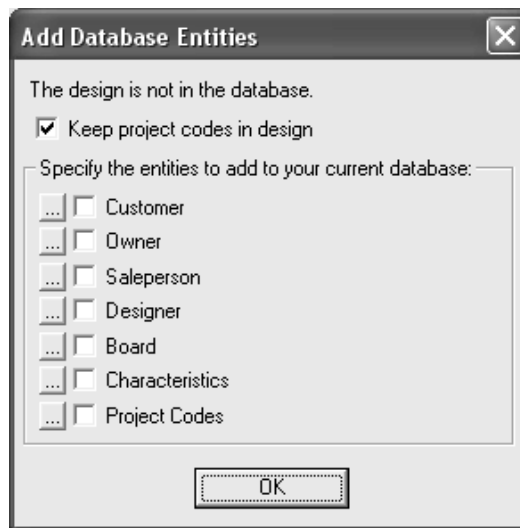 Add Database Entities
The design is not in the database.
Keep project codes in design
Specify the entities to add to your current database:
... Customer
... Owner
... Saleperson
... Designer
... Board
... Characteristics
... Project Codes
OK